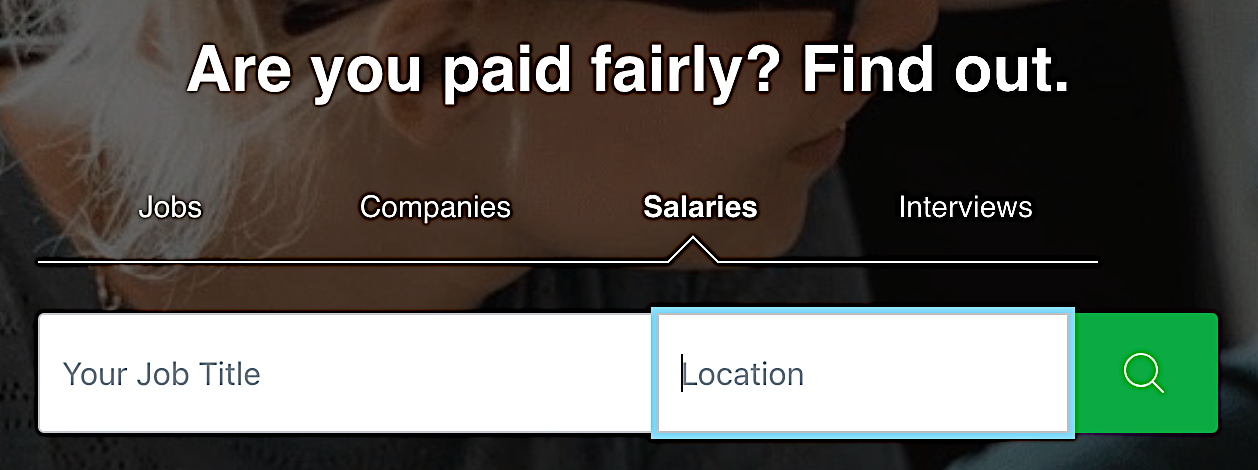 Are you paid fairly? Find out.
Jobs Companies Salaries Interviews
Your Job Title Location